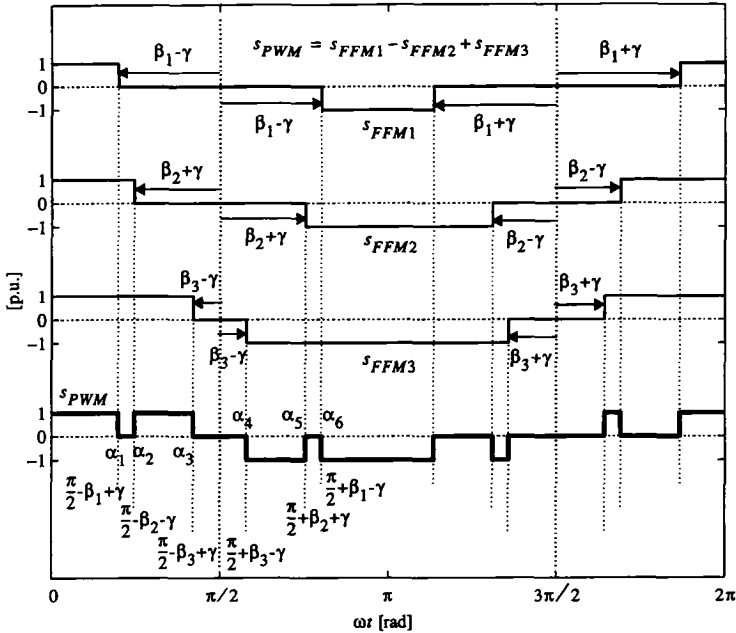 s_PWM = s_FFM1 − s_FFM2 + s_FFM3
β1−γ
β1+γ
1
0
−1
β1−γ
s_FFM1
β1+γ
β2+γ
β2−γ
1
0
−1
β2+γ
s_FFM2
β2−γ
[p.u.]
β3−γ
β3+γ
1
0
−1
β3−γ
s_FFM3
β3+γ
s_PWM
1
0
−1
α1 α2 α3 α4 α5 α6
π/2−β1+γ
π/2+β1−γ
π/2−β2−γ
π/2+β2+γ
π/2−β3+γ
π/2+β3−γ
0 π/2 π 3π/2 2π
ωt [rad]